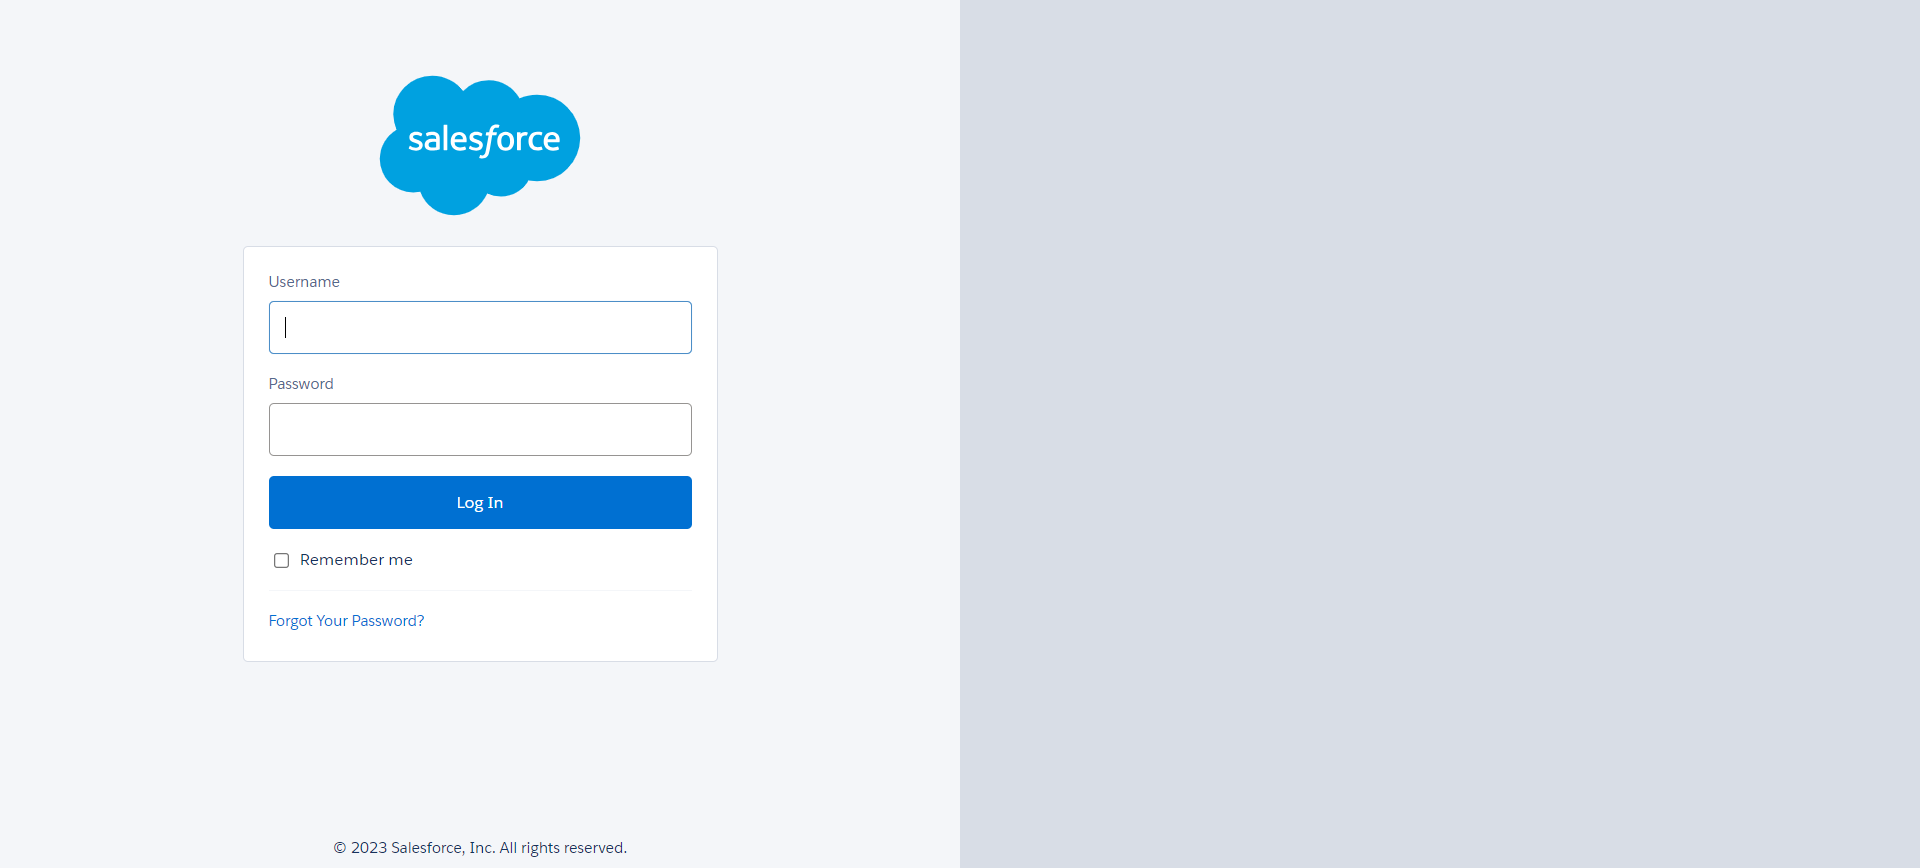 salesforce
Username
Password
Log In
Remember me
Forgot Your Password?
© 2023 Salesforce, Inc. All rights reserved.